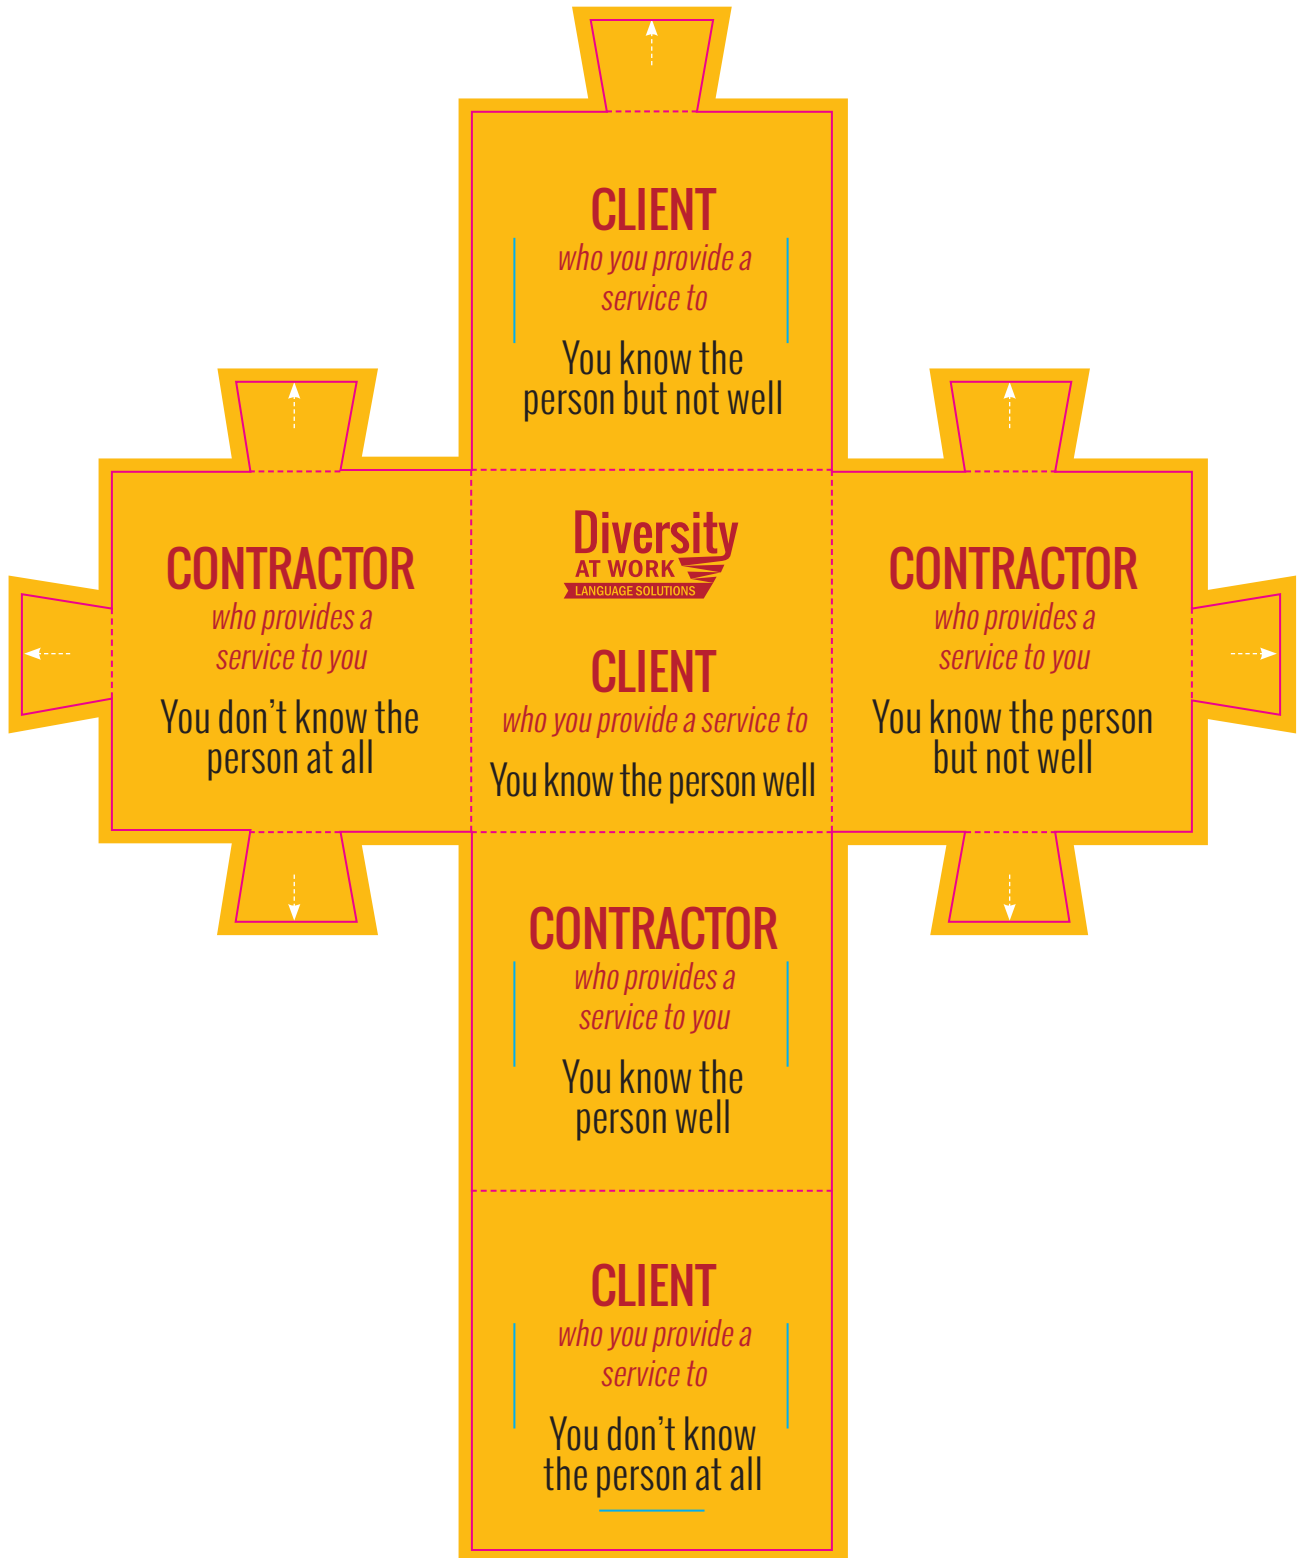 CLIENT
who you provide a
service to
You know the
person but not well
CONTRACTOR
who provides a
service to you
You don't know the
person at all
Diversity
AT WORK
LANGUAGE SOLUTIONS
CLIENT
who you provide a service to
You know the person well
CONTRACTOR
who provides a
service to you
You know the person
but not well
CONTRACTOR
who provides a
service to you
You know the
person well
CLIENT
who you provide a
service to
You don't know
the person at all